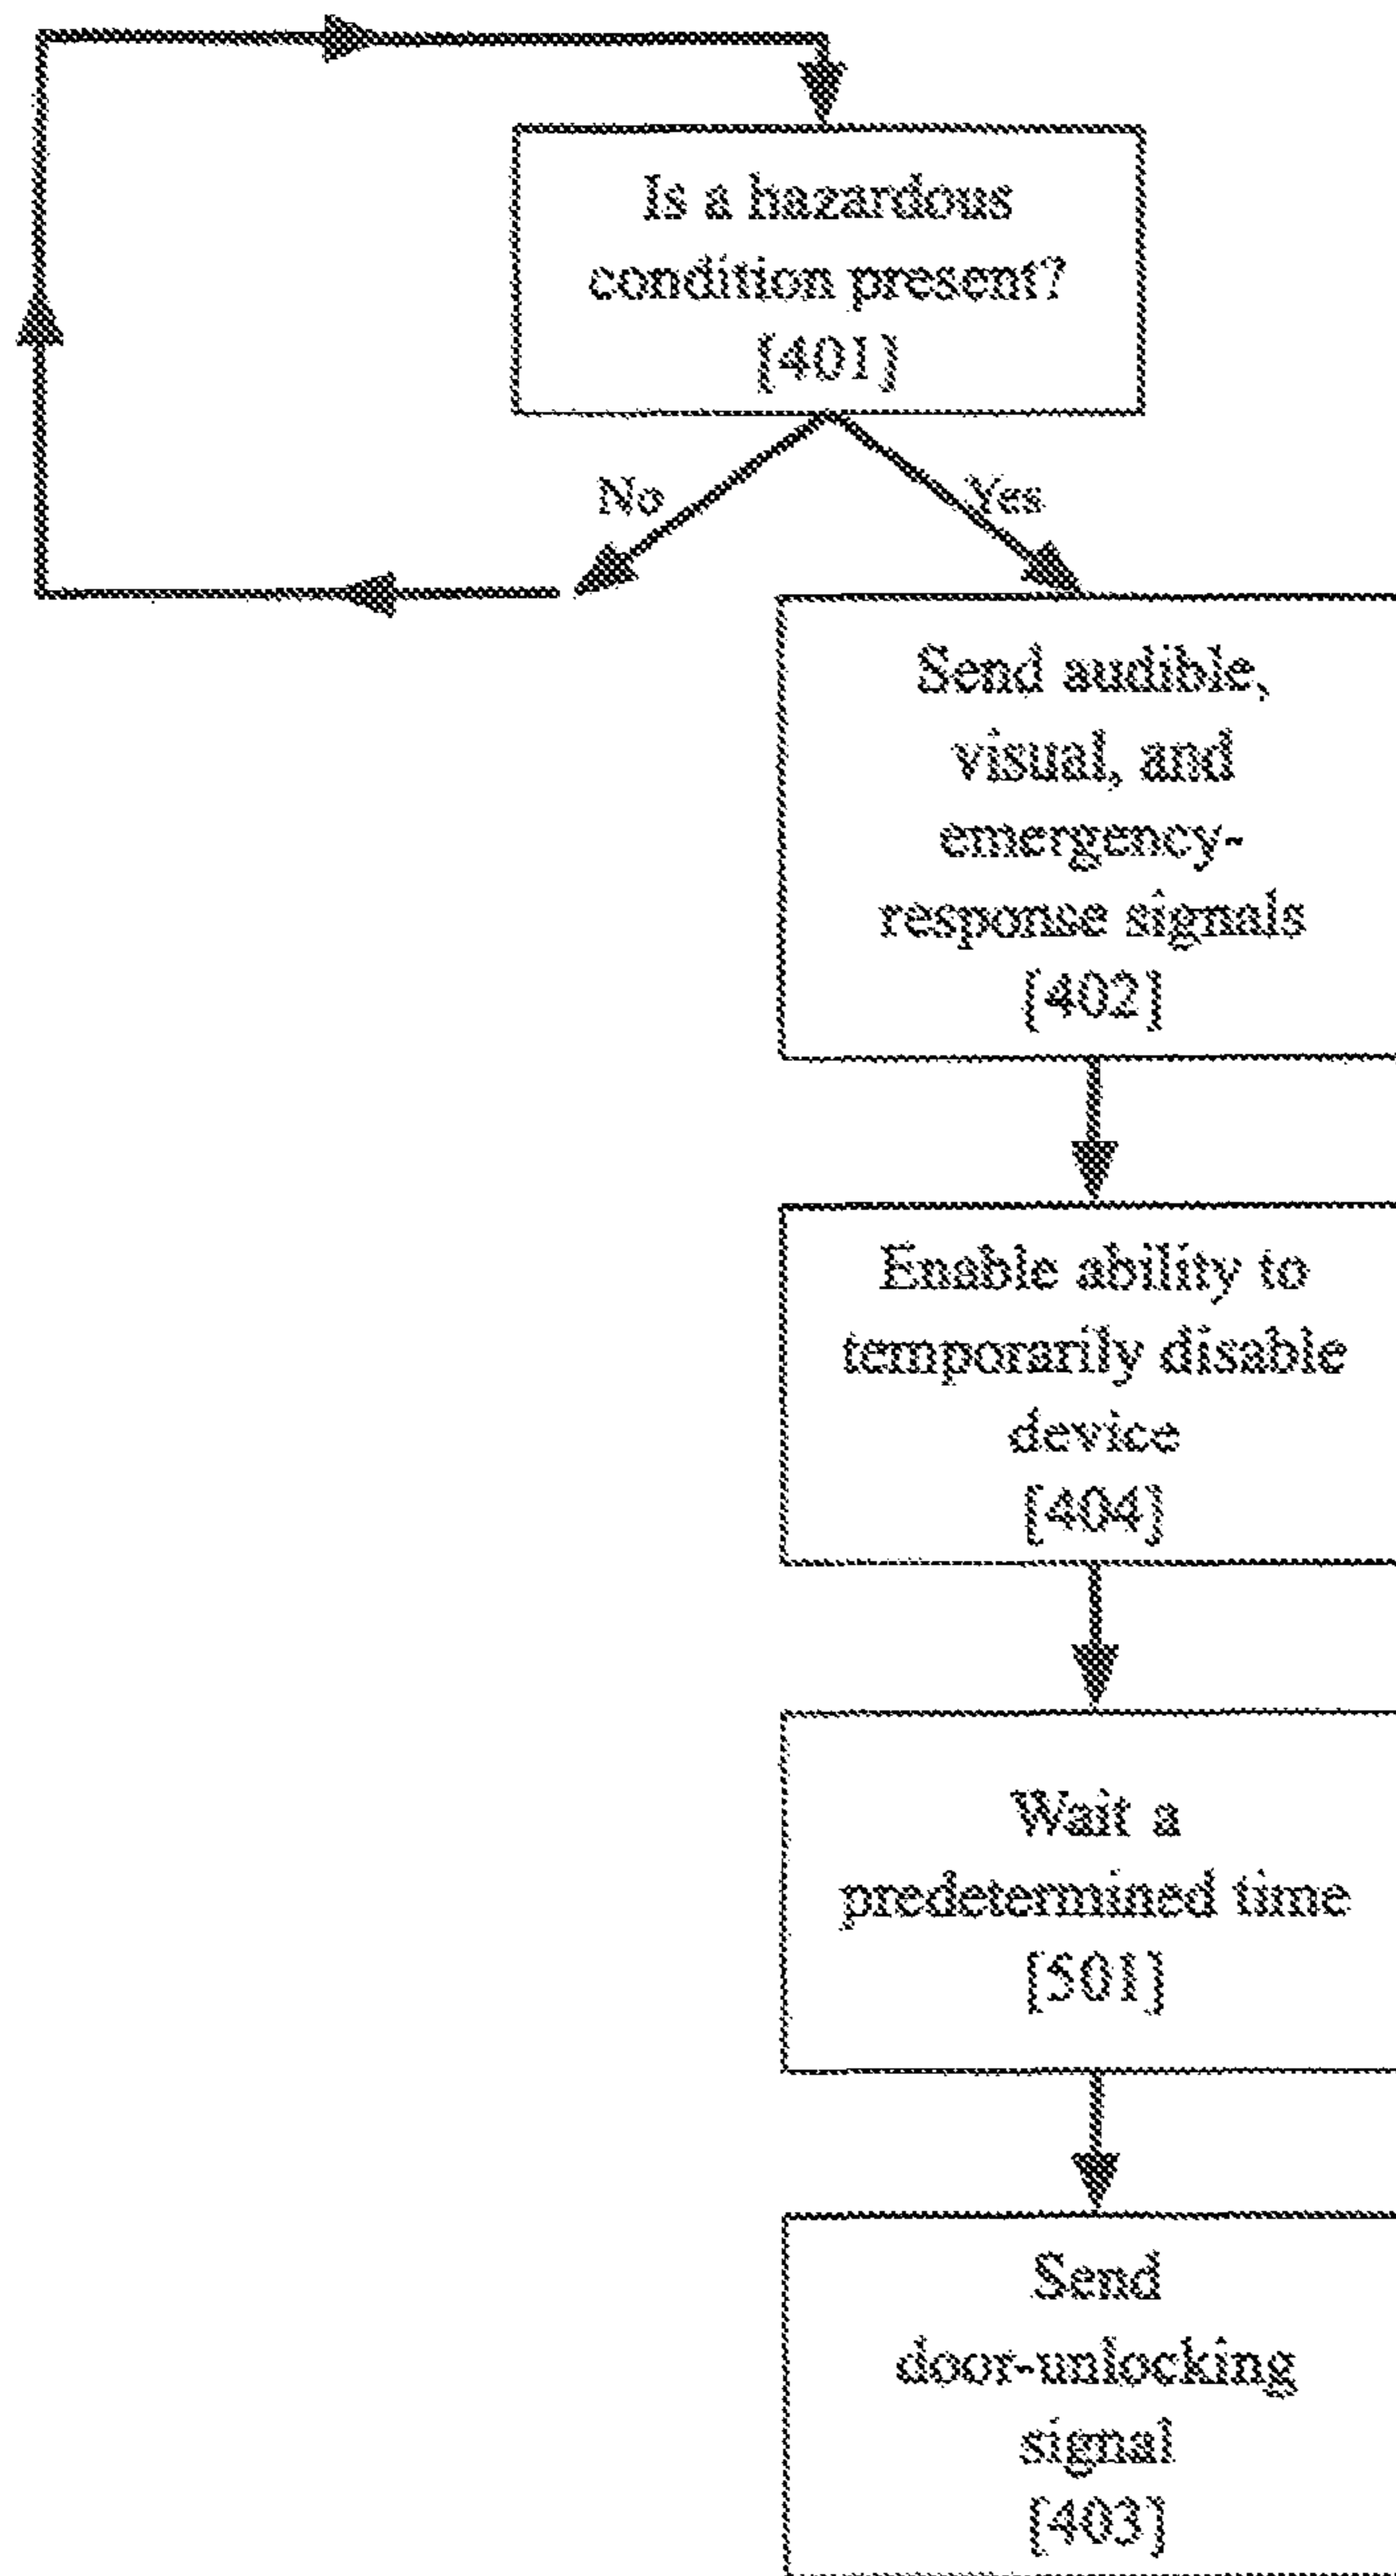 Is a hazardous
condition present?
[401]
No
Yes
Send audible,
visual, and
emergency-
response signals
[402]
Enable ability to
temporarily disable
device
[404]
Wait a
predetermined time
[501]
Send
door-unlocking
signal
[403]